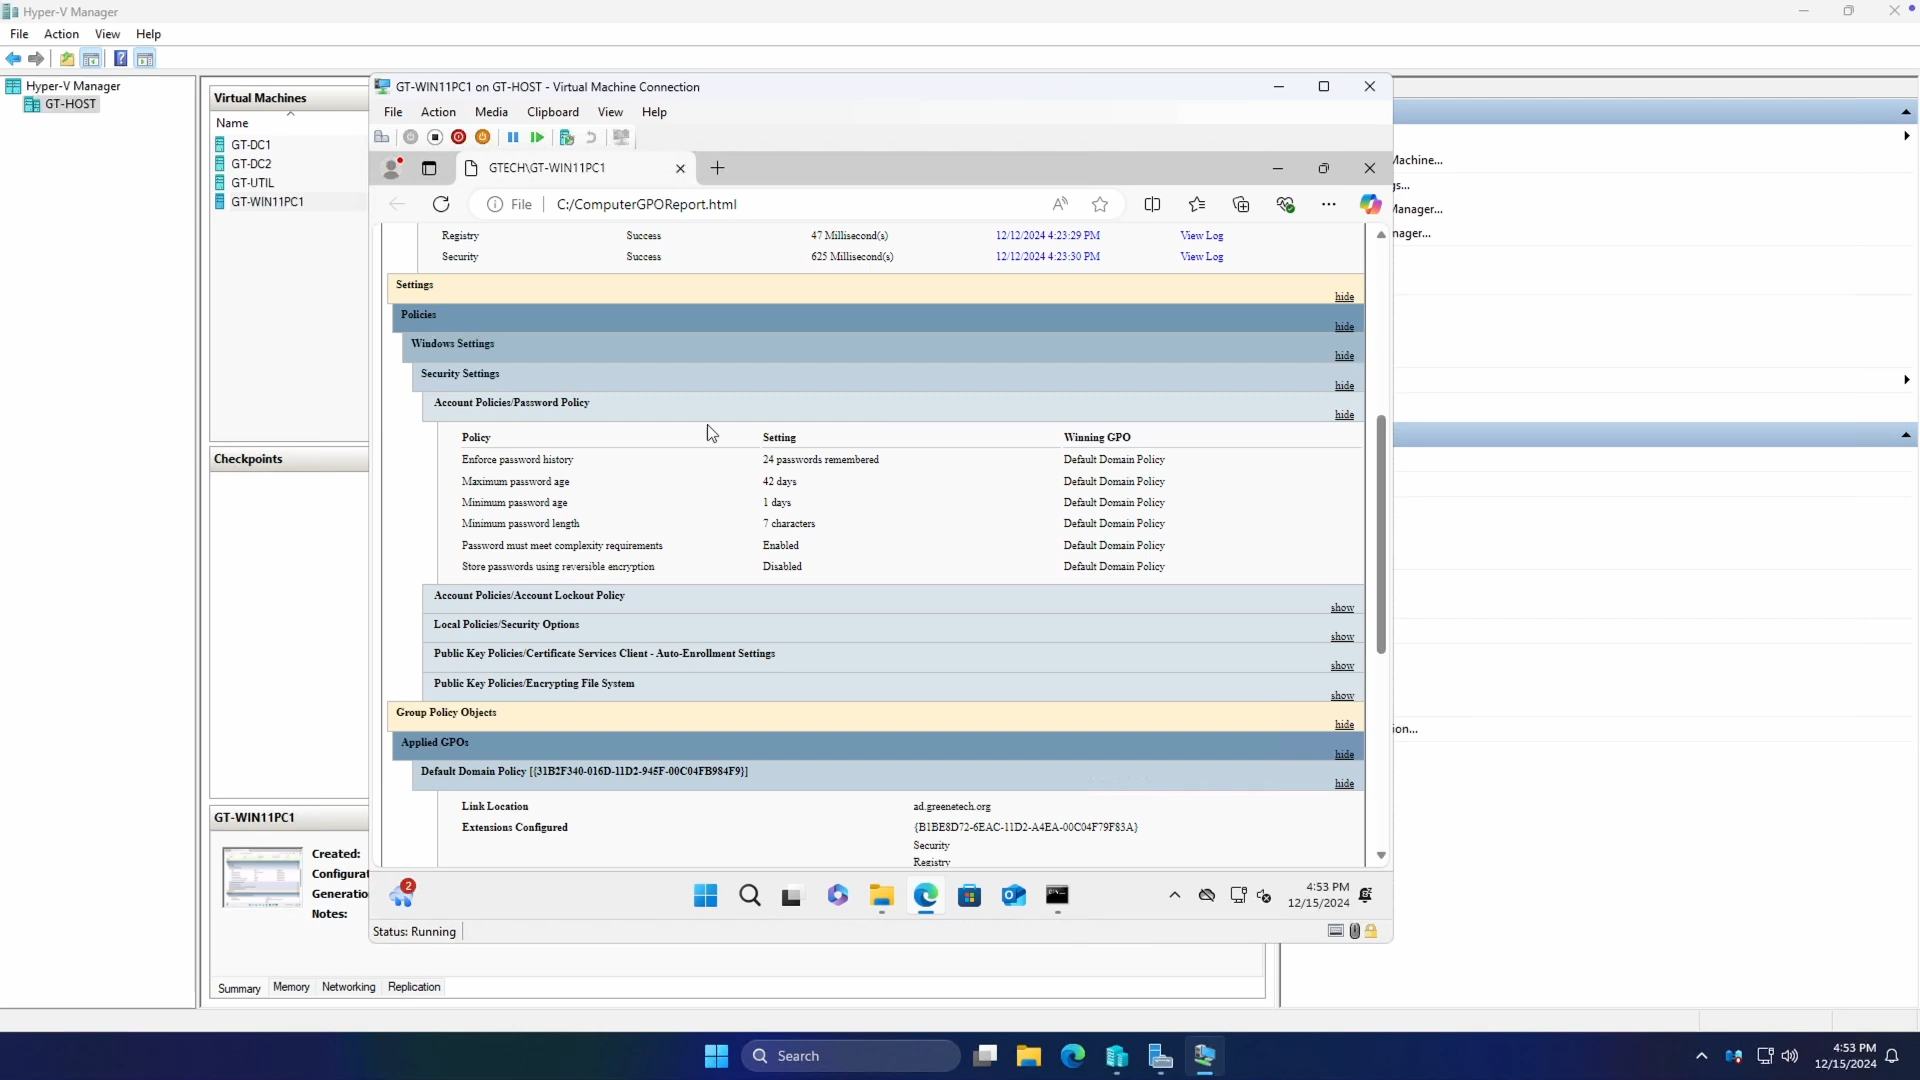 Hyper-V Manager
File Action View Help
Hyper-V Manager
GT-HOST
Virtual Machines
Name
GT-DC1
GT-DC2
GT-UTIL
GT-WIN11PC1
Checkpoints
GT-WIN11PC1
Created:
Configurat
Generatio
Notes:
Summary Memory Networking Replication
GT-WIN11PC1 on GT-HOST - Virtual Machine Connection
File Action Media Clipboard View Help
GTECH\GT-WIN11PC1
File C:/ComputerGPOReport.html
Registry Success 47 Millisecond(s) 12/12/2024 4:23:29 PM View Log
Security Success 625 Millisecond(s) 12/12/2024 4:23:30 PM View Log
Settings
hide
Policies
hide
Windows Settings
hide
Security Settings
hide
Account Policies/Password Policy
hide
Policy Setting Winning GPO
Enforce password history 24 passwords remembered Default Domain Policy
Maximum password age 42 days Default Domain Policy
Minimum password age 1 days Default Domain Policy
Minimum password length 7 characters Default Domain Policy
Password must meet complexity requirements Enabled Default Domain Policy
Store passwords using reversible encryption Disabled Default Domain Policy
Account Policies/Account Lockout Policy
show
Local Policies/Security Options
show
Public Key Policies/Certificate Services Client - Auto-Enrollment Settings
show
Public Key Policies/Encrypting File System
show
Group Policy Objects
hide
Applied GPOs
hide
Default Domain Policy [{31B2F340-016D-11D2-945F-00C04FB984F9}]
hide
Link Location ad.greenetech.org
Extensions Configured {B1BE8D72-6EAC-11D2-A4EA-00C04F79F83A}
Security
Registry
2
4:53 PM
12/15/2024
Status: Running
Machine...
gs...
Manager...
nager...
ion...
Search
4:53 PM
12/15/2024